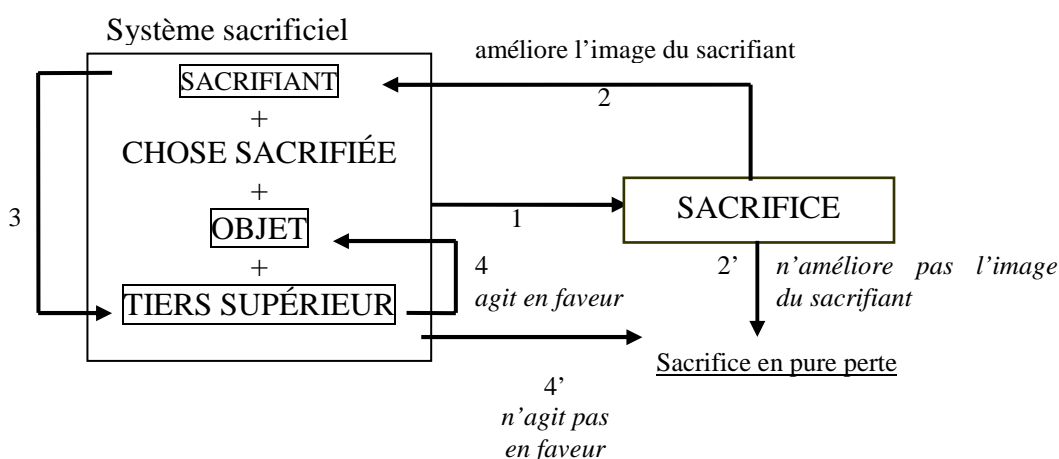 Système sacrificiel
améliore l’image du sacrifiant
SACRIFIANT
2
+
CHOSE SACRIFIÉE
+
3
OBJET
1
SACRIFICE
+
4
agit en faveur
2’
n’améliore pas l’image
du sacrifiant
TIERS SUPÉRIEUR
Sacrifice en pure perte
4’
n’agit pas
en faveur